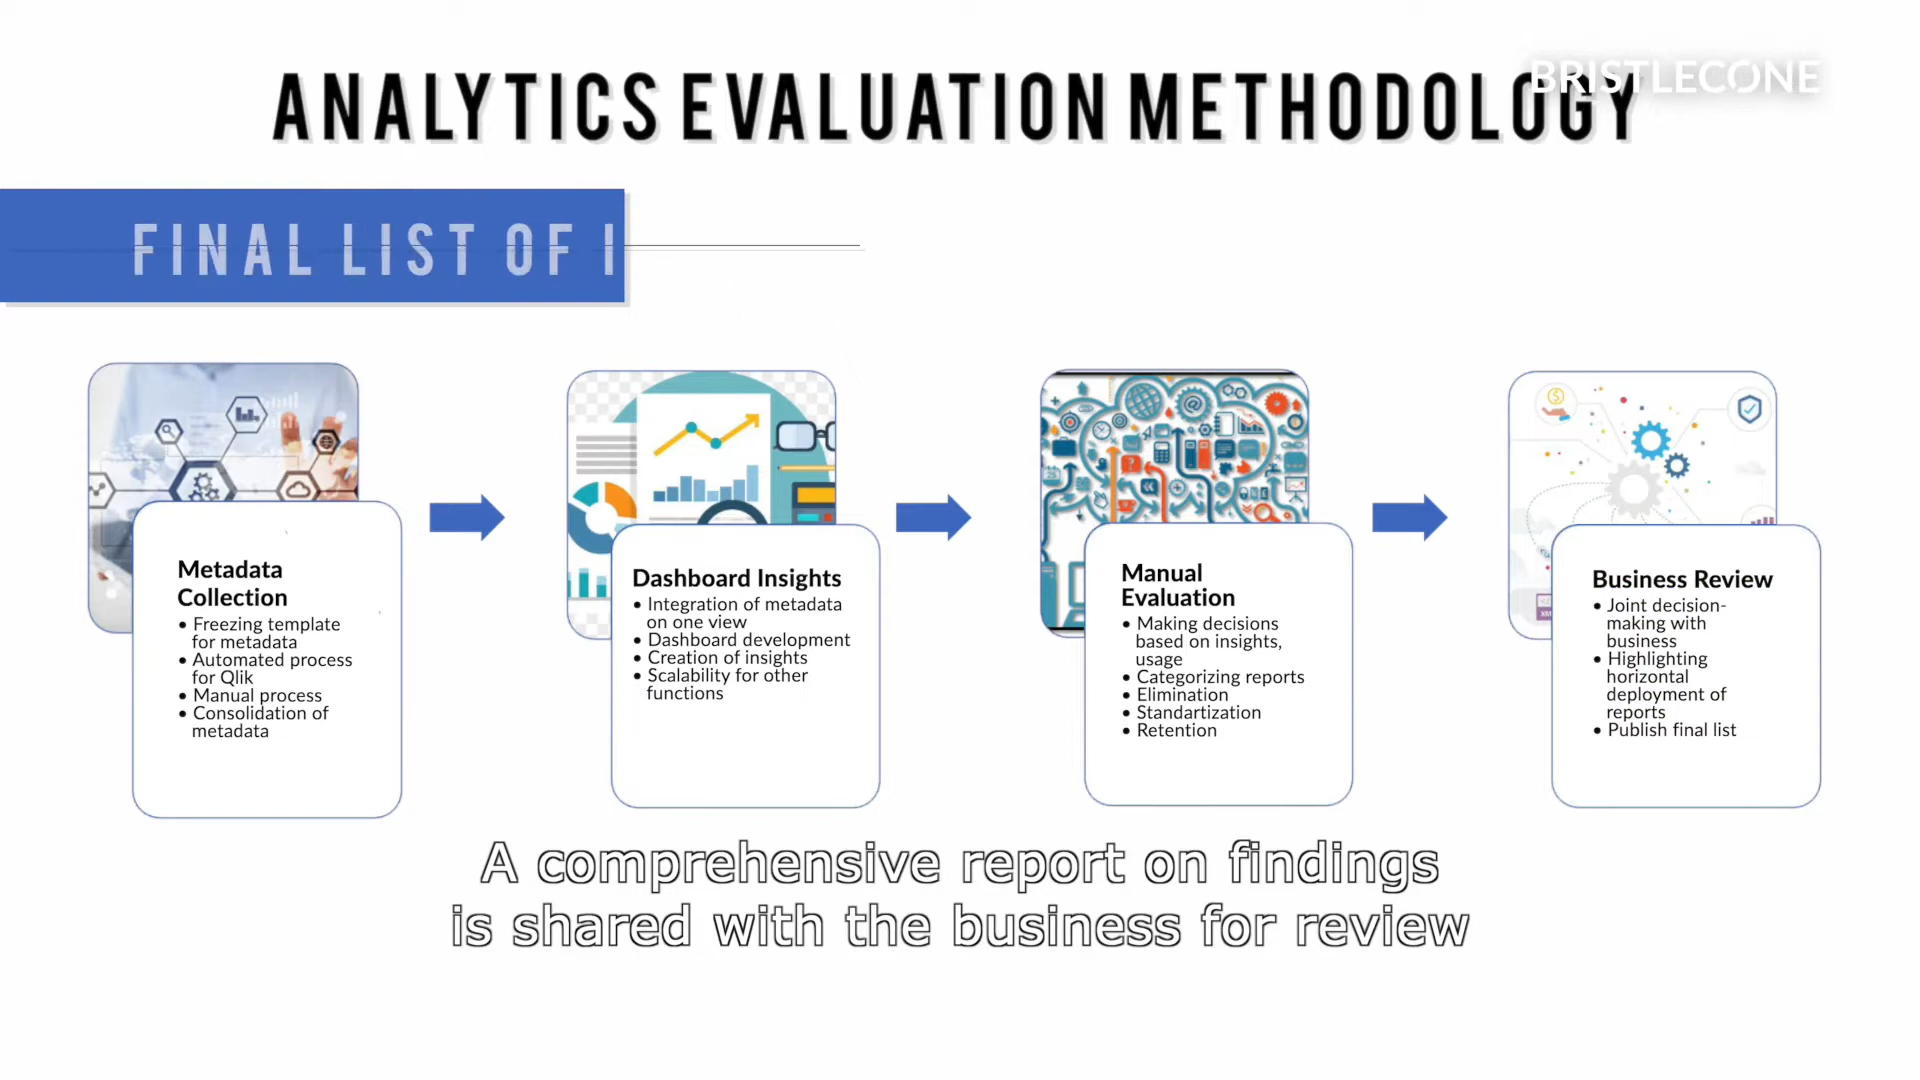 BRISTLECONE
ANALYTICS EVALUATION METHODOLOGY
FINAL LIST OF I
Metadata
Collection
• Freezing template
for metadata
• Automated process
for Qlik
• Manual process
• Consolidation of
metadata
Dashboard Insights
• Integration of metadata
on one view
• Dashboard development
• Creation of insights
• Scalability for other
functions
Manual
Evaluation
• Making decisions
based on insights,
usage
• Categorizing reports
• Elimination
• Standartization
• Retention
Business Review
• Joint decision-
making with
business
• Highlighting
horizontal
deployment of
reports
• Publish final list
A comprehensive report on findings
is shared with the business for review